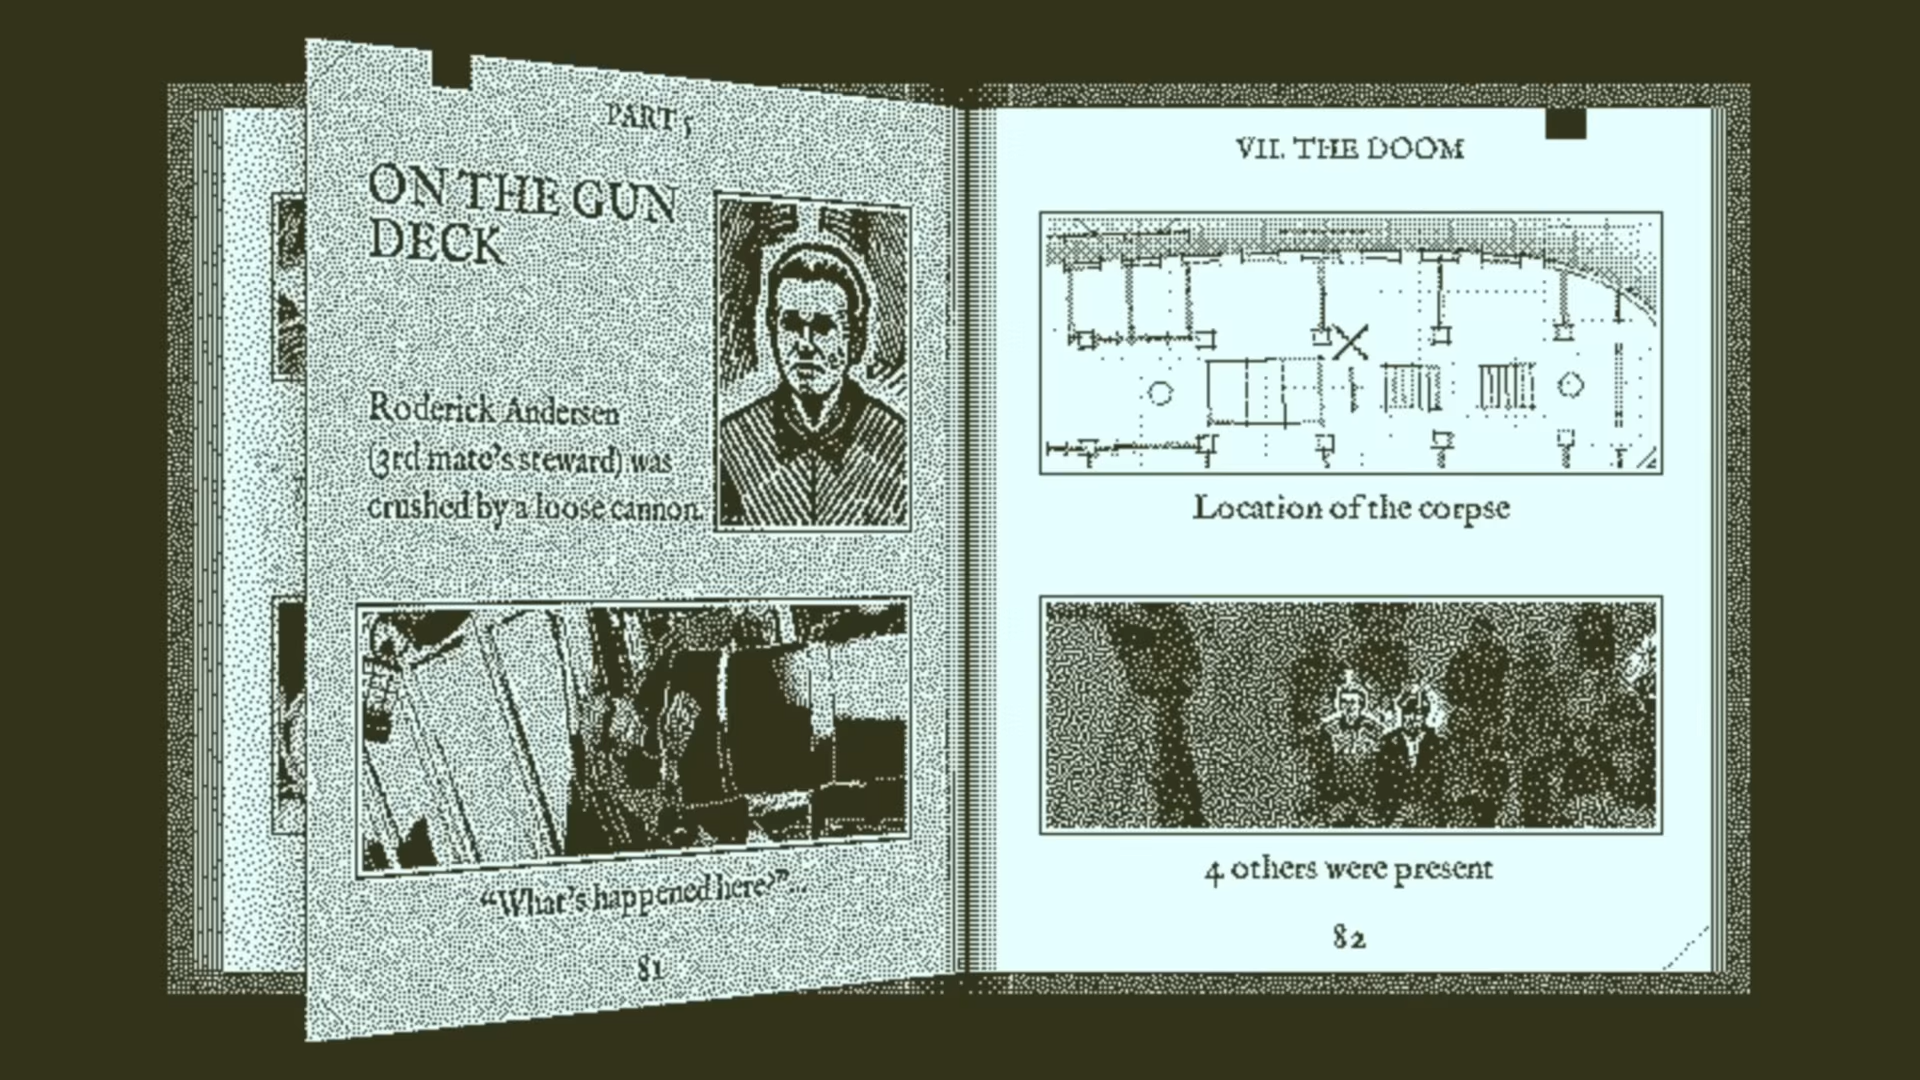 PART 5
ON THE GUN
DECK
Roderick Andersen
(3rd mate's steward) was
crushed by a loose cannon.
"What's happened here?"...
81
VII. THE DOOM
Location of the corpse
4 others were present
82